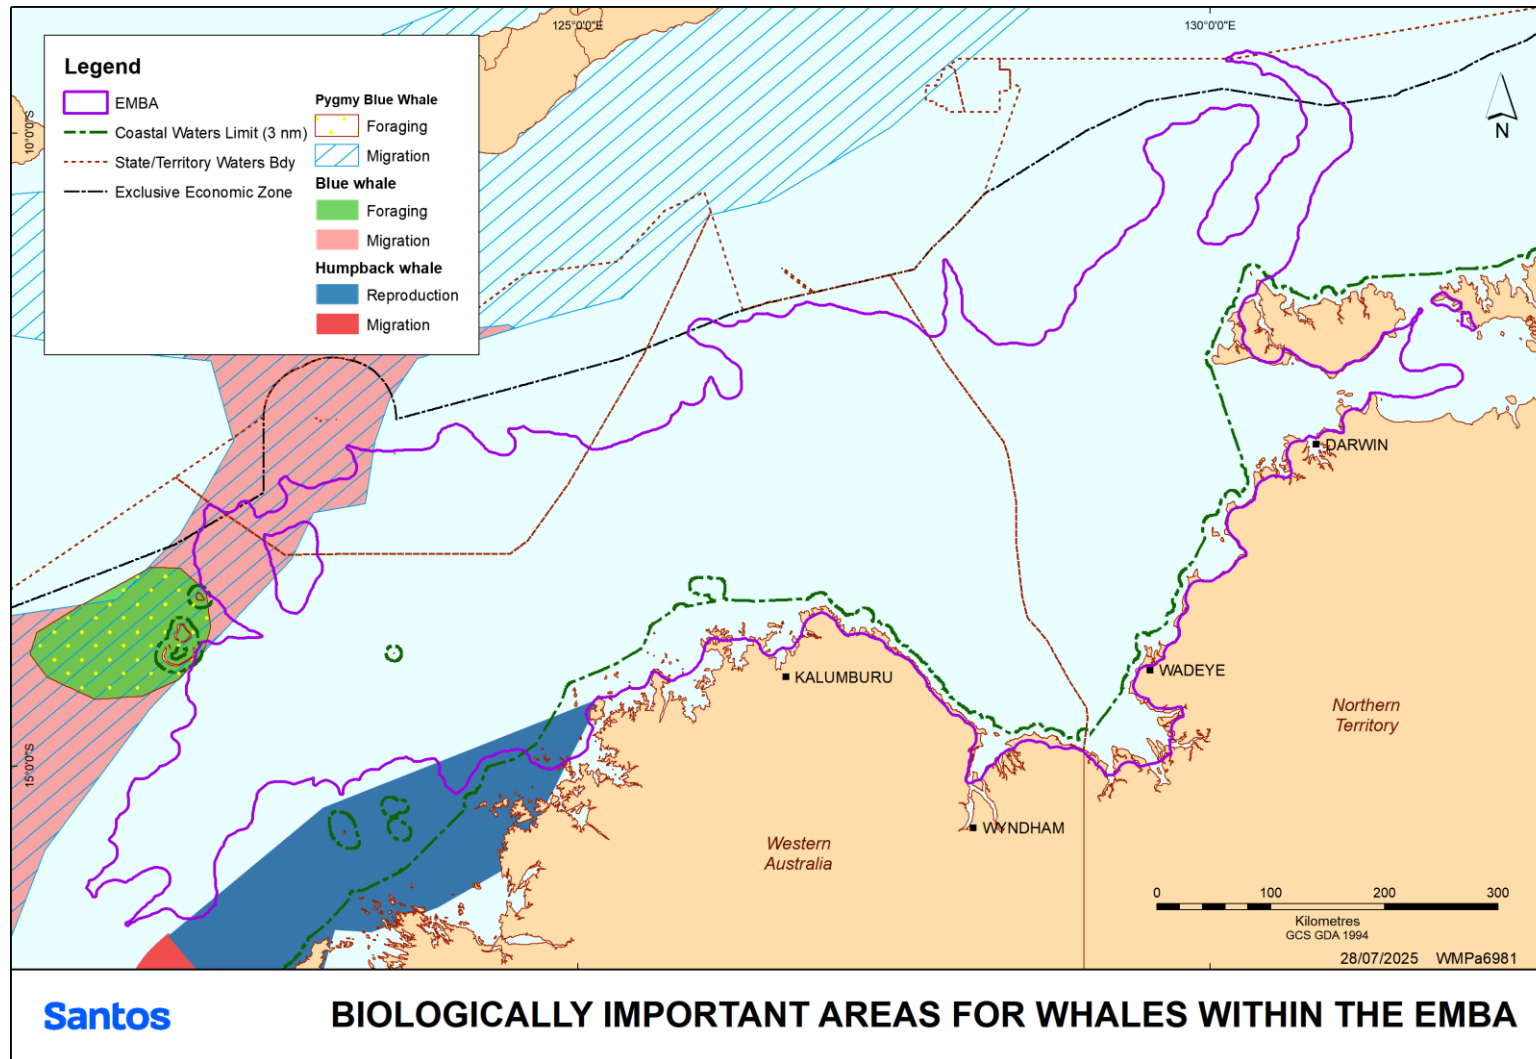 125°0'0"E
130°0'0"E
10°0'0"S
15°0'0"S
Legend
EMBA
Coastal Waters Limit (3 nm)
State/Territory Waters Bdy
Exclusive Economic Zone
Pygmy Blue Whale
Foraging
Migration
Blue whale
Foraging
Migration
Humpback whale
Reproduction
Migration
N
DARWIN
WADEYE
KALUMBURU
WYNDHAM
Northern
Territory
Western
Australia
0 100 200 300
Kilometres
GCS GDA 1994
28/07/2025 WMPa6981
Santos
BIOLOGICALLY IMPORTANT AREAS FOR WHALES WITHIN THE EMBA